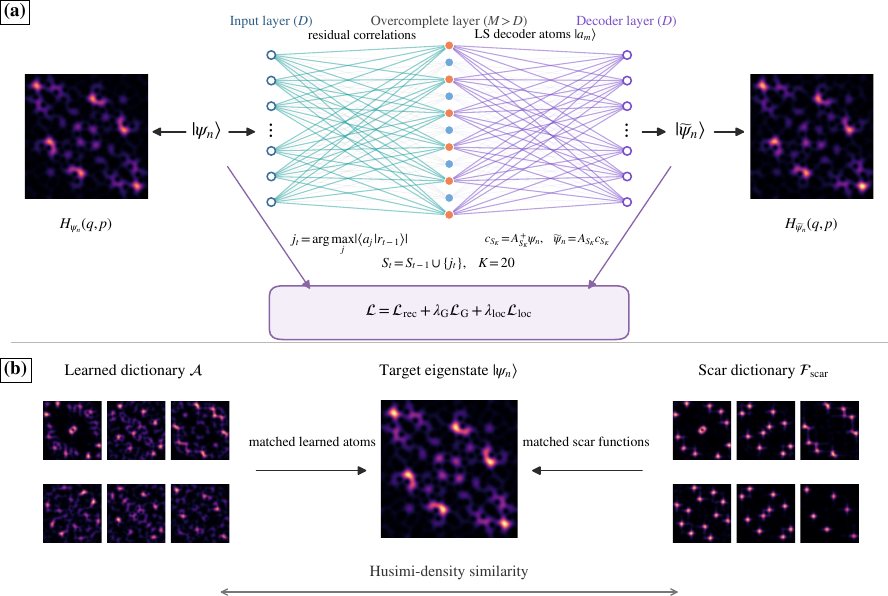 (a)
Input layer (D)
Overcomplete layer (M > D)
Decoder layer (D)
residual correlations
LS decoder atoms |a_m⟩
|ψ_n⟩
|ψ̃_n⟩
H_{ψ_n}(q, p)
H_{ψ̃_n}(q, p)
j_t = arg max_j |⟨a_j|r_{t−1}⟩|
c_{S_K} = A^+_{S_K} ψ_n, ψ̃_n = A_{S_K} c_{S_K}
S_t = S_{t−1} ∪ {j_t}, K = 20
ℒ = ℒ_rec + λ_G ℒ_G + λ_loc ℒ_loc
(b)
Learned dictionary 𝒜
Target eigenstate |ψ_n⟩
Scar dictionary ℱ_scar
matched learned atoms
matched scar functions
Husimi-density similarity